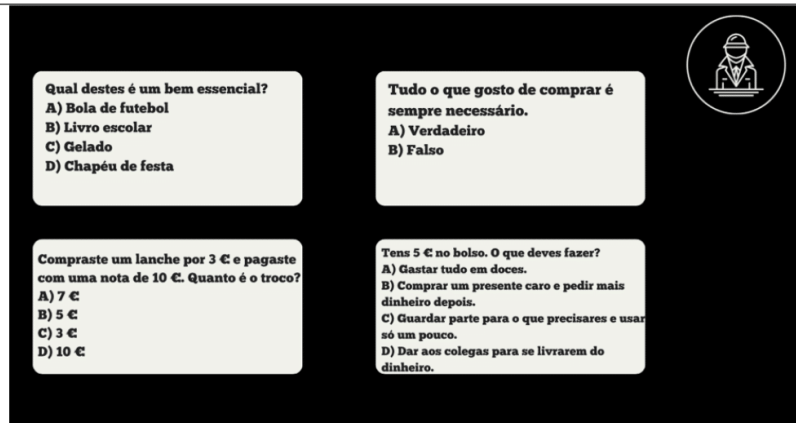 Qual destes é um bem essencial?
A) Bola de futebol
B) Livro escolar
C) Gelado
D) Chapéu de festa
Tudo o que gosto de comprar é
sempre necessário.
A) Verdadeiro
B) Falso
Compraste um lanche por 3 € e pagaste
com uma nota de 10 €. Quanto é o troco?
A) 7 €
B) 5 €
C) 3 €
D) 10 €
Tens 5 € no bolso. O que deves fazer?
A) Gastar tudo em doces.
B) Comprar um presente caro e pedir mais
dinheiro depois.
C) Guardar parte para o que precisares e usar
só um pouco.
D) Dar aos colegas para se livrarem do
dinheiro.